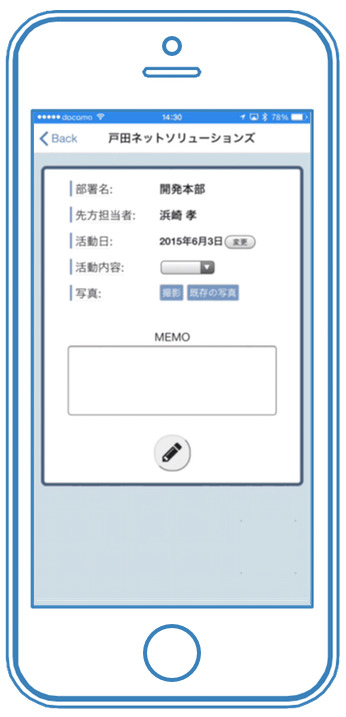 docomo 14:30 78%
Back 戸田ネットソリューションズ
部署名: 開発本部
先方担当者: 浜崎 孝
活動日: 2015年6月3日 変更
活動内容:
写真: 撮影 既存の写真
MEMO